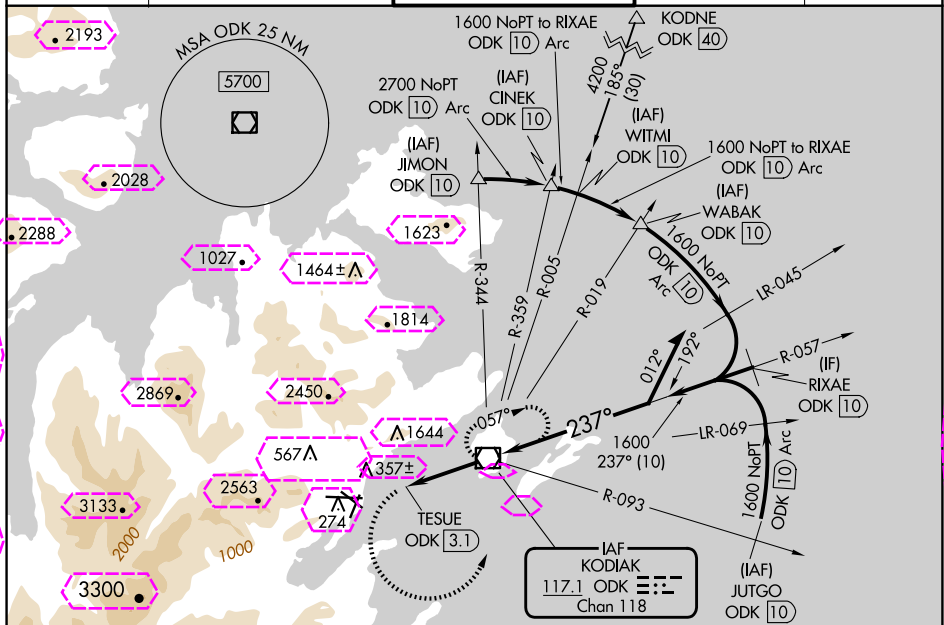 2193
MSA ODK 25 NM
5700
1600 NoPT to RIXAE
ODK 10 Arc
KODNE
ODK 40
4200
185°
(30)
2700 NoPT
ODK 10 Arc
(IAF)
CINEK
ODK 10
(IAF)
WITMI
ODK 10
(IAF)
JIMON
ODK 10
1600 NoPT to RIXAE
ODK 10 Arc
(IAF)
WABAK
ODK 10
2028
2288
1623
1027
1464±
1814
1600 NoPT
ODK 10
Arc
R-344
R-359
R-005
R-019
LR-045
R-057
(IF)
RIXAE
ODK 10
012°
192°
2869
2450
1644
057°
237°
1600
237° (10)
LR-069
567
357±
2563
274
3133
2000
1000
3300
TESUE
ODK 3.1
R-093
1600 NoPT
ODK 10 Arc
IAF
KODIAK
117.1 ODK
Chan 118
(IAF)
JUTGO
ODK 10